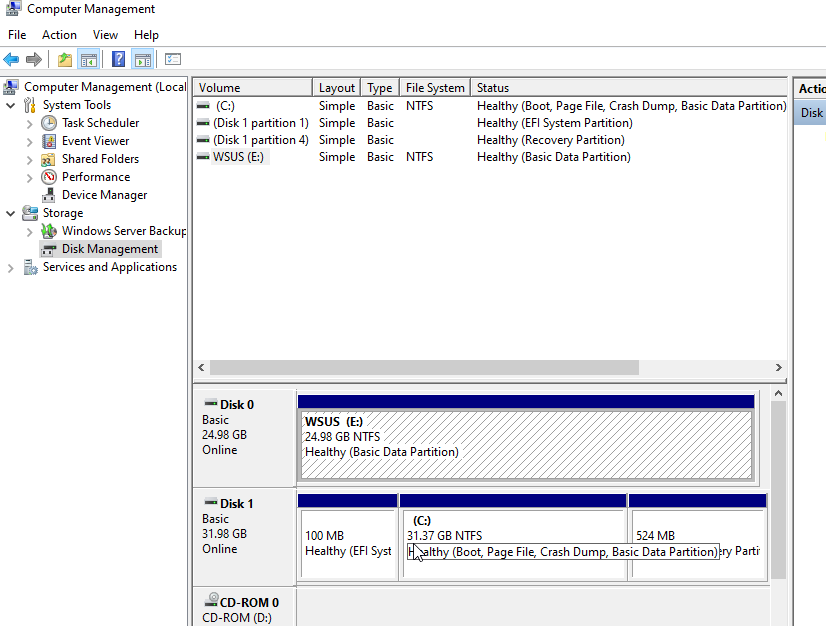 Computer Management
File Action View Help
Computer Management (Local
System Tools
Task Scheduler
Event Viewer
Shared Folders
Performance
Device Manager
Storage
Windows Server Backup
Disk Management
Services and Applications
Volume Layout Type File System Status
(C:) Simple Basic NTFS Healthy (Boot, Page File, Crash Dump, Basic Data Partition)
(Disk 1 partition 1) Simple Basic Healthy (EFI System Partition)
(Disk 1 partition 4) Simple Basic Healthy (Recovery Partition)
WSUS (E:) Simple Basic NTFS Healthy (Basic Data Partition)
Actio
Disk
Disk 0
Basic
24.98 GB
Online
WSUS (E:)
24.98 GB NTFS
Healthy (Basic Data Partition)
Disk 1
Basic
31.98 GB
Online
100 MB
Healthy (EFI Syst
(C:)
31.37 GB NTFS
Healthy (Boot, Page File, Crash Dump, Basic Data Partition)
524 MB
ry Parti
CD-ROM 0
CD-ROM (D:)